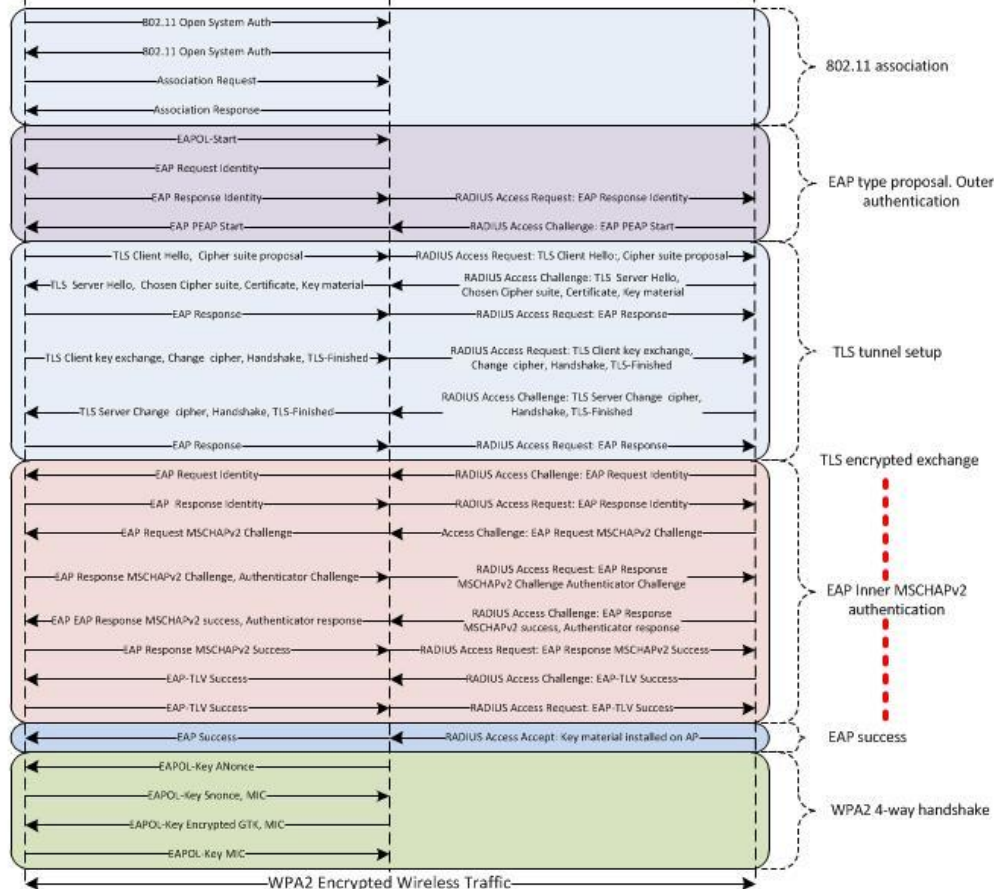 802.11 Open System Auth
802.11 Open System Auth
Association Request
Association Response
802.11 association
EAPOL-Start
EAP Request Identity
EAP Response Identity
RADIUS Access Request: EAP Response Identity
EAP PEAP Start
RADIUS Access Challenge: EAP PEAP Start
EAP type proposal. Outer
authentication
TLS Client Hello, Cipher suite proposal
RADIUS Access Request: TLS Client Hello:, Cipher suite proposal
TLS Server Hello, Chosen Cipher suite, Certificate, Key material
RADIUS Access Challenge: TLS Server Hello,
Chosen Cipher suite, Certificate, Key material
EAP Response
RADIUS Access Request: EAP Response
TLS Client key exchange, Change cipher, Handshake, TLS-Finished
RADIUS Access Request: TLS Client key exchange,
Change cipher, Handshake, TLS-Finished
TLS Server Change cipher, Handshake, TLS-Finished
RADIUS Access Challenge: TLS Server Change cipher,
Handshake, TLS-Finished
EAP Response
RADIUS Access Request: EAP Response
TLS tunnel setup
TLS encrypted exchange
EAP Request Identity
RADIUS Access Challenge: EAP Request Identity
EAP Response Identity
RADIUS Access Request: EAP Response Identity
EAP Request MSCHAPv2 Challenge
Access Challenge: EAP Request MSCHAPv2 Challenge
EAP Response MSCHAPv2 Challenge, Authenticator Challenge
RADIUS Access Request: EAP Response
MSCHAPv2 Challenge Authenticator Challenge
EAP EAP Response MSCHAPv2 success, Authenticator response
RADIUS Access Challenge: EAP Response
MSCHAPv2 success, Authenticator response
EAP Response MSCHAPv2 Success
RADIUS Access Request: EAP Response MSCHAPv2 Success
EAP-TLV Success
RADIUS Access Challenge: EAP-TLV Success
EAP-TLV Success
RADIUS Access Request: EAP-TLV Success
EAP Inner MSCHAPv2
authentication
EAP Success
RADIUS Access Accept: Key material installed on AP
EAP success
EAPOL-Key ANonce
EAPOL-Key Snonce, MIC
EAPOL-Key Encrypted GTK, MIC
EAPOL-Key MIC
WPA2 4-way handshake
WPA2 Encrypted Wireless Traffic